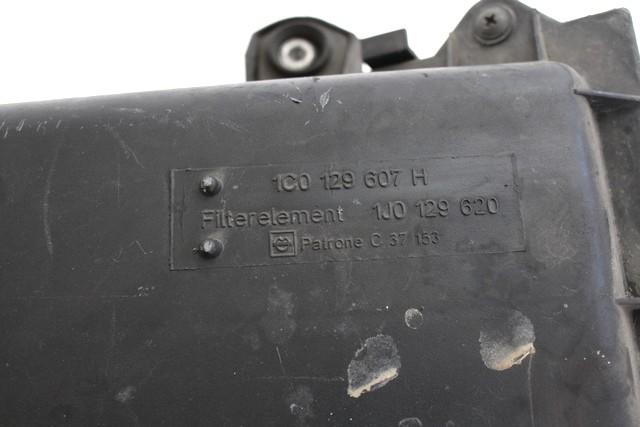 1C0 129 607 H
Filterelement 1J0 129 620
Patrone C 37 153